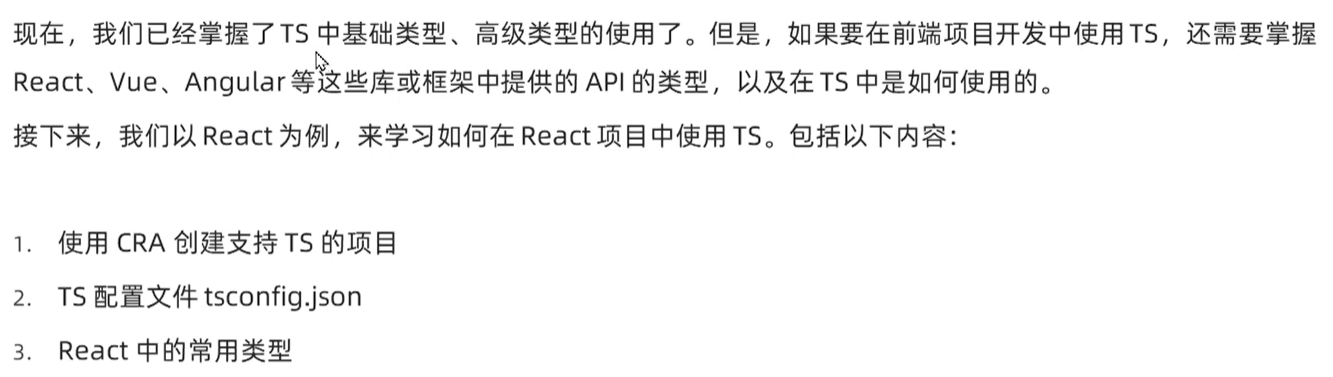 现在，我们已经掌握了 TS 中基础类型、高级类型的使用了。但是，如果要在前端项目开发中使用 TS，还需要掌握
React、Vue、Angular 等这些库或框架中提供的 API 的类型，以及在 TS 中是如何使用的。
接下来，我们以 React 为例，来学习如何在 React 项目中使用 TS。包括以下内容：
1. 使用 CRA 创建支持 TS 的项目
2. TS 配置文件 tsconfig.json
3. React 中的常用类型